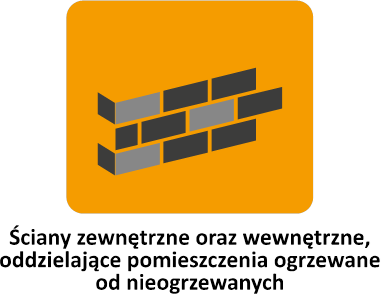 Ściany zewnętrzne oraz wewnętrzne,
oddzielające pomieszczenia ogrzewane
od nieogrzewanych